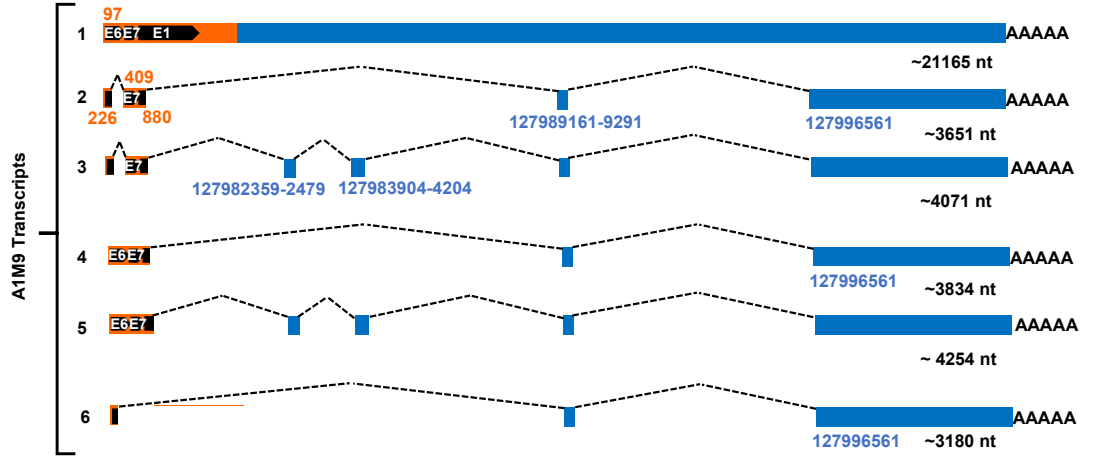 A1M9 Transcripts
97
1 E6E7 E1 AAAAA
~21165 nt
409
2 E7 AAAAA
226 880 127989161-9291 127996561
~3651 nt
3 E7 AAAAA
127982359-2479 127983904-4204
~4071 nt
4 E6E7 AAAAA
127996561 ~3834 nt
5 E6E7 AAAAA
~ 4254 nt
6 AAAAA
127996561 ~3180 nt